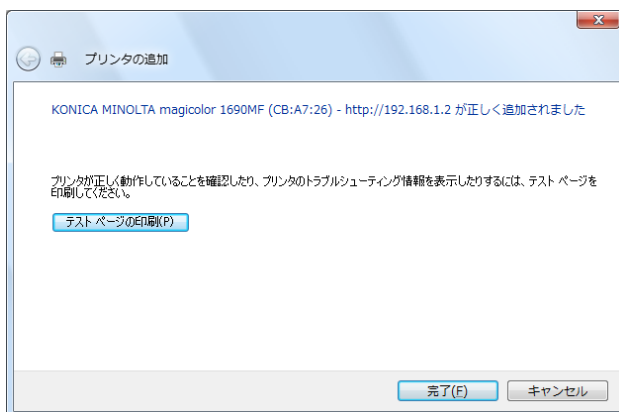 プリンタの追加
KONICA MINOLTA magicolor 1690MF (CB:A7:26) - http://192.168.1.2 が正しく追加されました
プリンタが正しく動作していることを確認したり、プリンタのトラブルシューティング情報を表示したりするには、テスト ページを
印刷してください。
テスト ページの印刷(P)
完了(F)
キャンセル